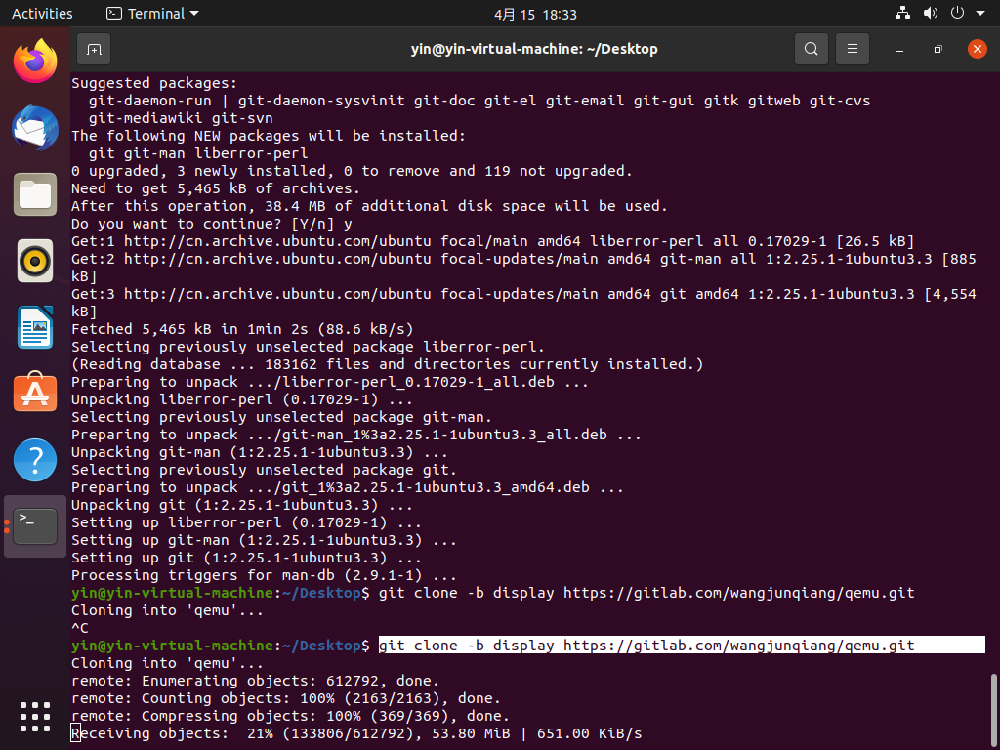 Activities
Terminal
4月 15 18:33
yin@yin-virtual-machine: ~/Desktop
Suggested packages:
  git-daemon-run | git-daemon-sysvinit git-doc git-el git-email git-gui gitk gitweb git-cvs
  git-mediawiki git-svn
The following NEW packages will be installed:
  git git-man liberror-perl
0 upgraded, 3 newly installed, 0 to remove and 119 not upgraded.
Need to get 5,465 kB of archives.
After this operation, 38.4 MB of additional disk space will be used.
Do you want to continue? [Y/n] y
Get:1 http://cn.archive.ubuntu.com/ubuntu focal/main amd64 liberror-perl all 0.17029-1 [26.5 kB]
Get:2 http://cn.archive.ubuntu.com/ubuntu focal-updates/main amd64 git-man all 1:2.25.1-1ubuntu3.3 [885
kB]
Get:3 http://cn.archive.ubuntu.com/ubuntu focal-updates/main amd64 git amd64 1:2.25.1-1ubuntu3.3 [4,554
kB]
Fetched 5,465 kB in 1min 2s (88.6 kB/s)
Selecting previously unselected package liberror-perl.
(Reading database ... 183162 files and directories currently installed.)
Preparing to unpack .../liberror-perl_0.17029-1_all.deb ...
Unpacking liberror-perl (0.17029-1) ...
Selecting previously unselected package git-man.
Preparing to unpack .../git-man_1%3a2.25.1-1ubuntu3.3_all.deb ...
Unpacking git-man (1:2.25.1-1ubuntu3.3) ...
Selecting previously unselected package git.
Preparing to unpack .../git_1%3a2.25.1-1ubuntu3.3_amd64.deb ...
Unpacking git (1:2.25.1-1ubuntu3.3) ...
Setting up liberror-perl (0.17029-1) ...
Setting up git-man (1:2.25.1-1ubuntu3.3) ...
Setting up git (1:2.25.1-1ubuntu3.3) ...
Processing triggers for man-db (2.9.1-1) ...
yin@yin-virtual-machine:~/Desktop$ git clone -b display https://gitlab.com/wangjunqiang/qemu.git
Cloning into 'qemu'...
^C
yin@yin-virtual-machine:~/Desktop$ git clone -b display https://gitlab.com/wangjunqiang/qemu.git
Cloning into 'qemu'...
remote: Enumerating objects: 612792, done.
remote: Counting objects: 100% (2163/2163), done.
remote: Compressing objects: 100% (369/369), done.
Receiving objects:  21% (133806/612792), 53.80 MiB | 651.00 KiB/s